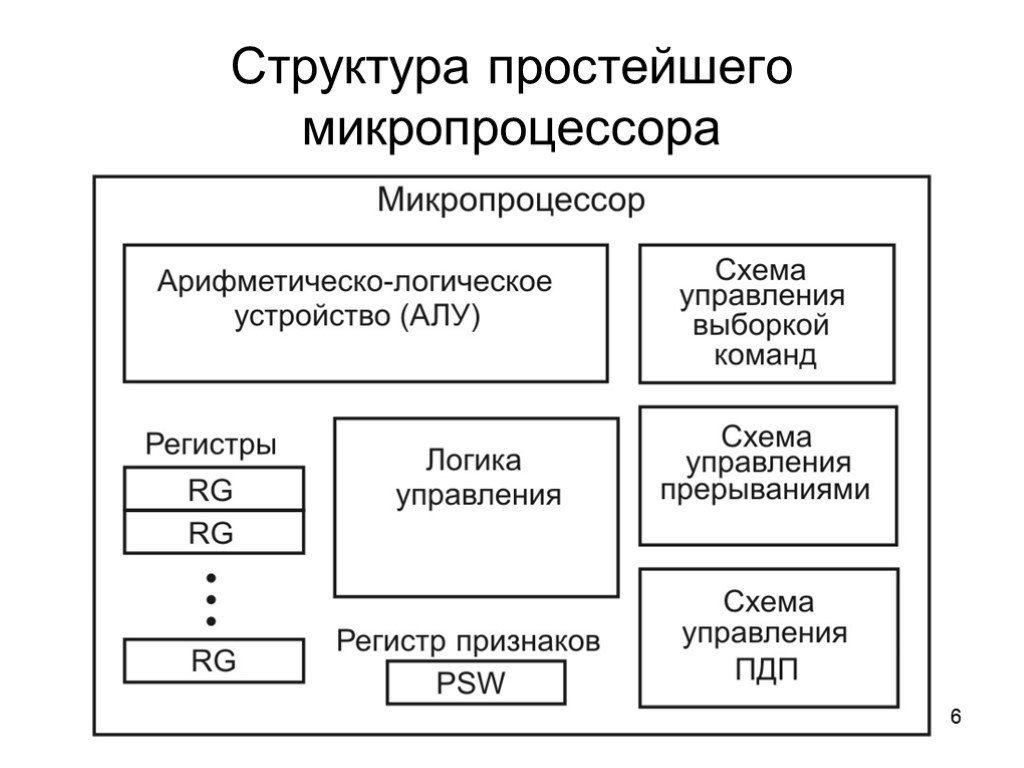 Структура простейшего
микропроцессора
Микропроцессор
Арифметическо-логическое
устройство (АЛУ)
Схема
управления
выборкой
команд
Регистры
RG
RG
RG
Логика
управления
Схема
управления
прерываниями
Регистр признаков
PSW
Схема
управления
ПДП
6